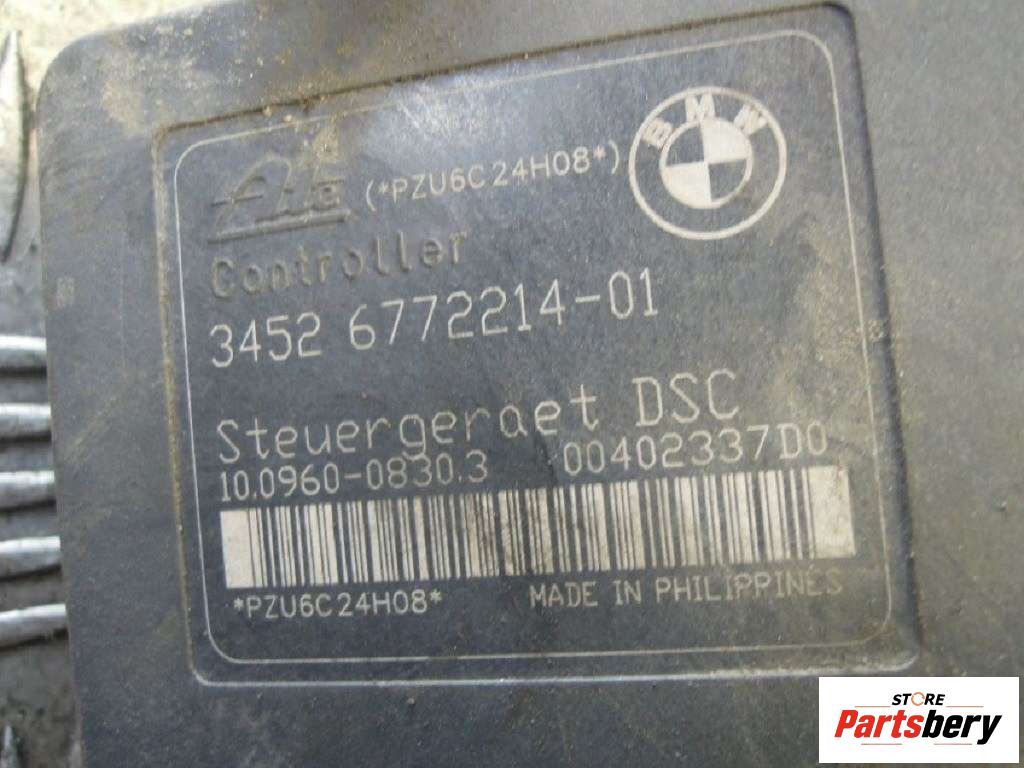 Ate (*PZU6C24H08*)
BMW
Controller
3452 6772214-01
Steuergeraet DSC
10.0960-0830.3 00402337D0
*PZU6C24H08* MADE IN PHILIPPINES
STORE
Partsbery